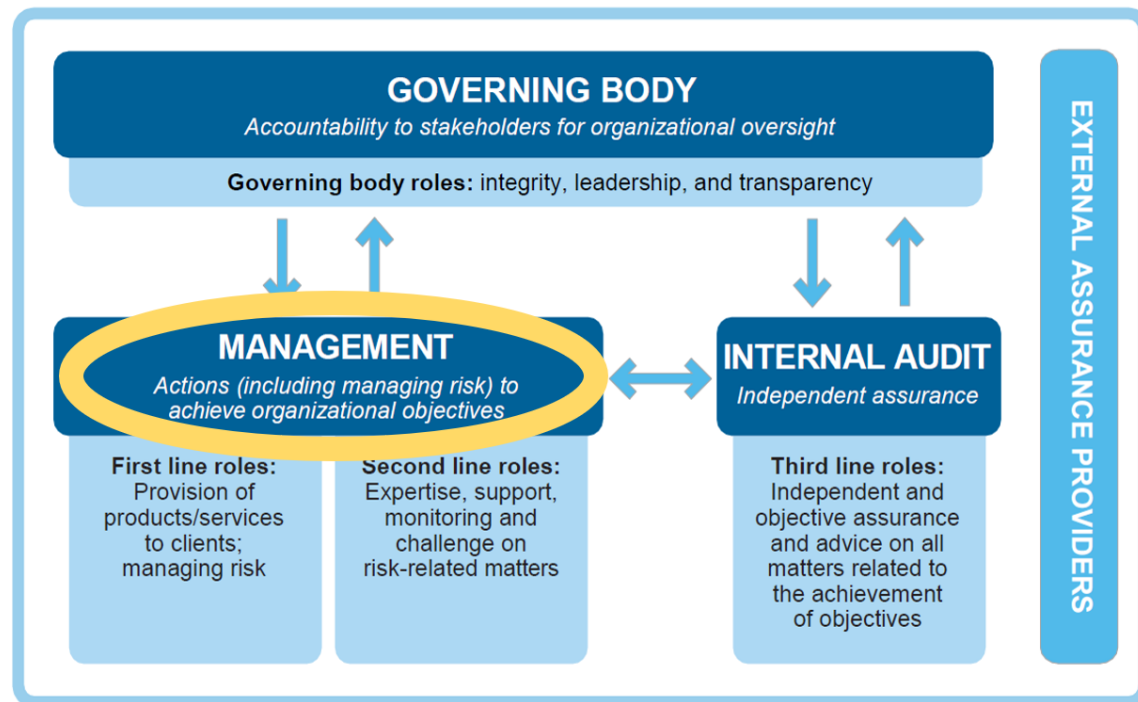 GOVERNING BODY
Accountability to stakeholders for organizational oversight
Governing body roles: integrity, leadership, and transparency
MANAGEMENT
Actions (including managing risk) to
achieve organizational objectives
INTERNAL AUDIT
Independent assurance
First line roles:
Provision of
products/services
to clients;
managing risk
Second line roles:
Expertise, support,
monitoring and
challenge on
risk-related matters
Third line roles:
Independent and
objective assurance
and advice on all
matters related to
the achievement
of objectives
EXTERNAL ASSURANCE PROVIDERS